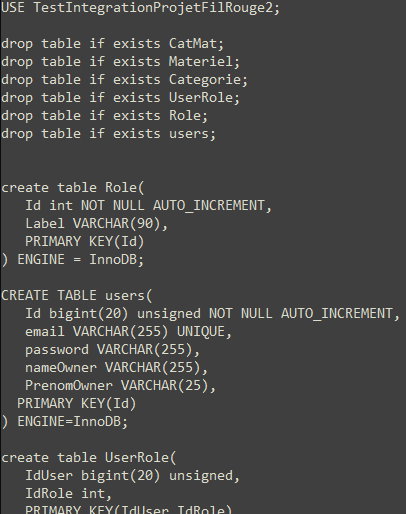 USE TestIntegrationProjetFilRouge2;
drop table if exists CatMat;
drop table if exists Materiel;
drop table if exists Categorie;
drop table if exists UserRole;
drop table if exists Role;
drop table if exists users;
create table Role(
Id int NOT NULL AUTO_INCREMENT,
Label VARCHAR(90),
PRIMARY KEY(Id)
) ENGINE = InnoDB;
CREATE TABLE users(
Id bigint(20) unsigned NOT NULL AUTO_INCREMENT,
email VARCHAR(255) UNIQUE,
password VARCHAR(255),
nameOwner VARCHAR(255),
PrenomOwner VARCHAR(25),
PRIMARY KEY(Id)
) ENGINE=InnoDB;
create table UserRole(
IdUser bigint(20) unsigned,
IdRole int,
PRIMARY KEY(IdUser,IdRole)